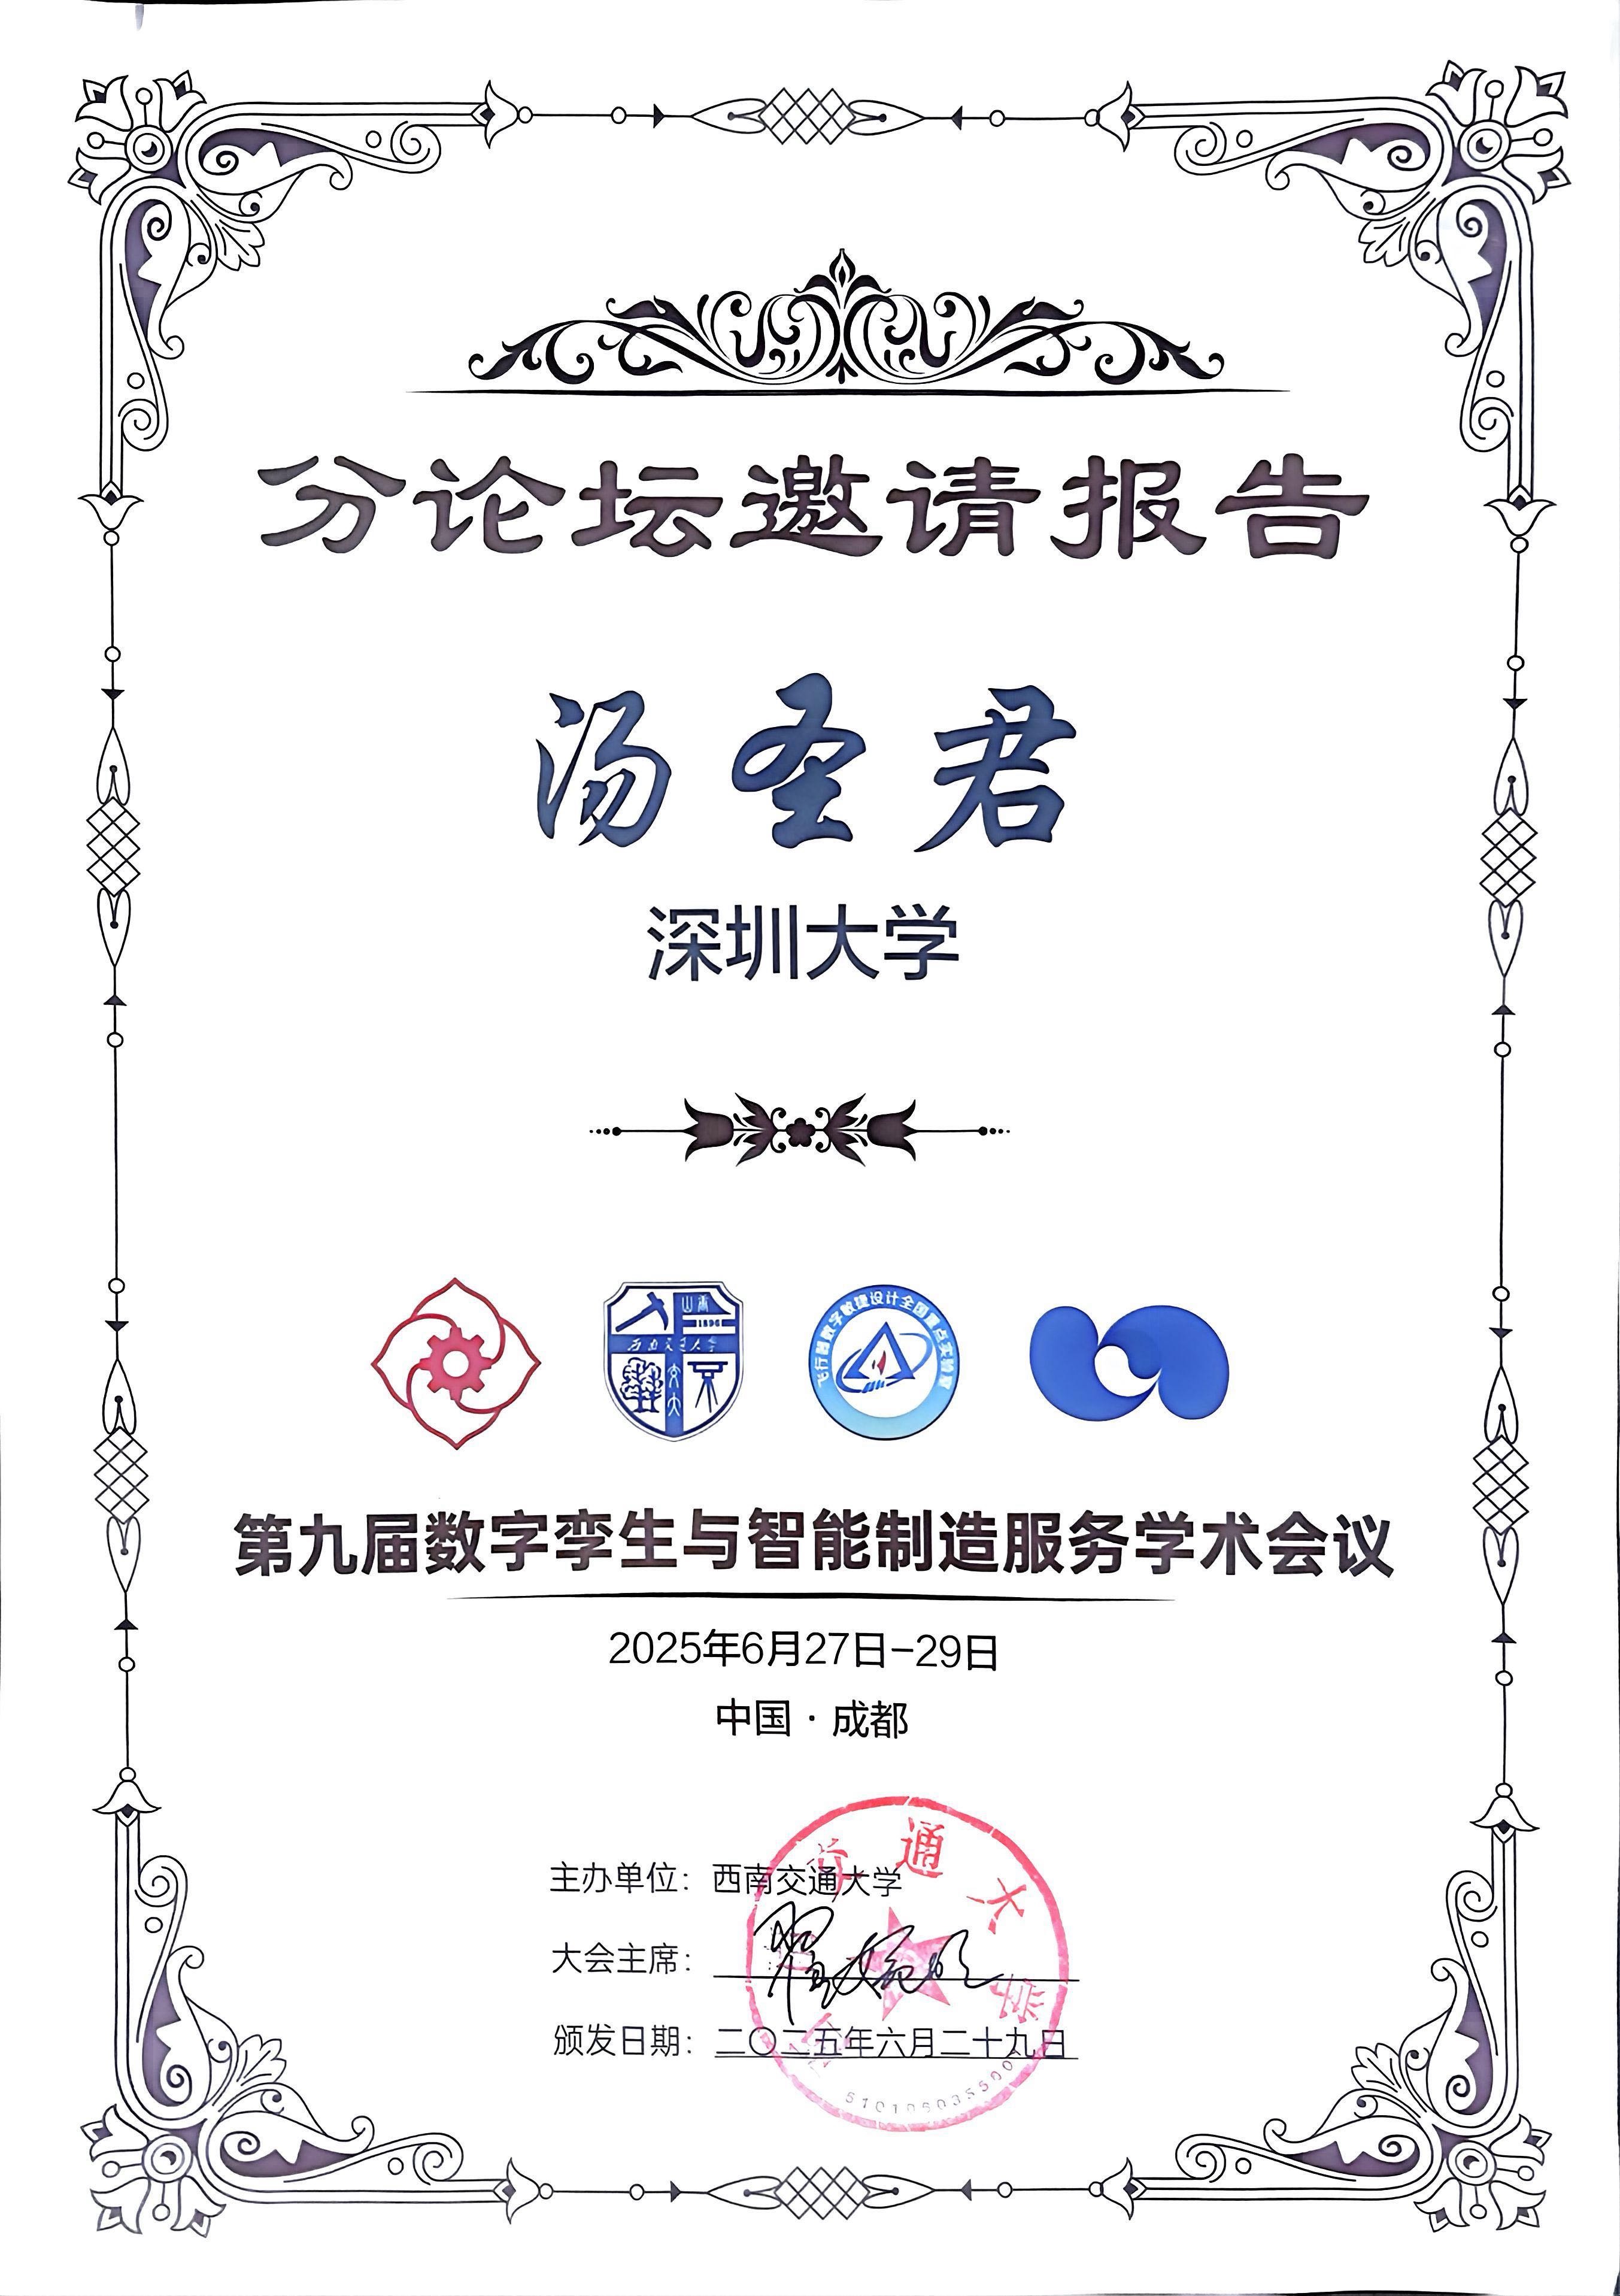 分论坛邀请报告
汤圣君
深圳大学
1896
西南交通大学
飞行器数字敏捷设计全国重点实验室
第九届数字孪生与智能制造服务学术会议
2025年6月27日-29日
中国·成都
主办单位：西南交通大学
大会主席：
颁发日期：二〇二五年六月二十九日
交通大学